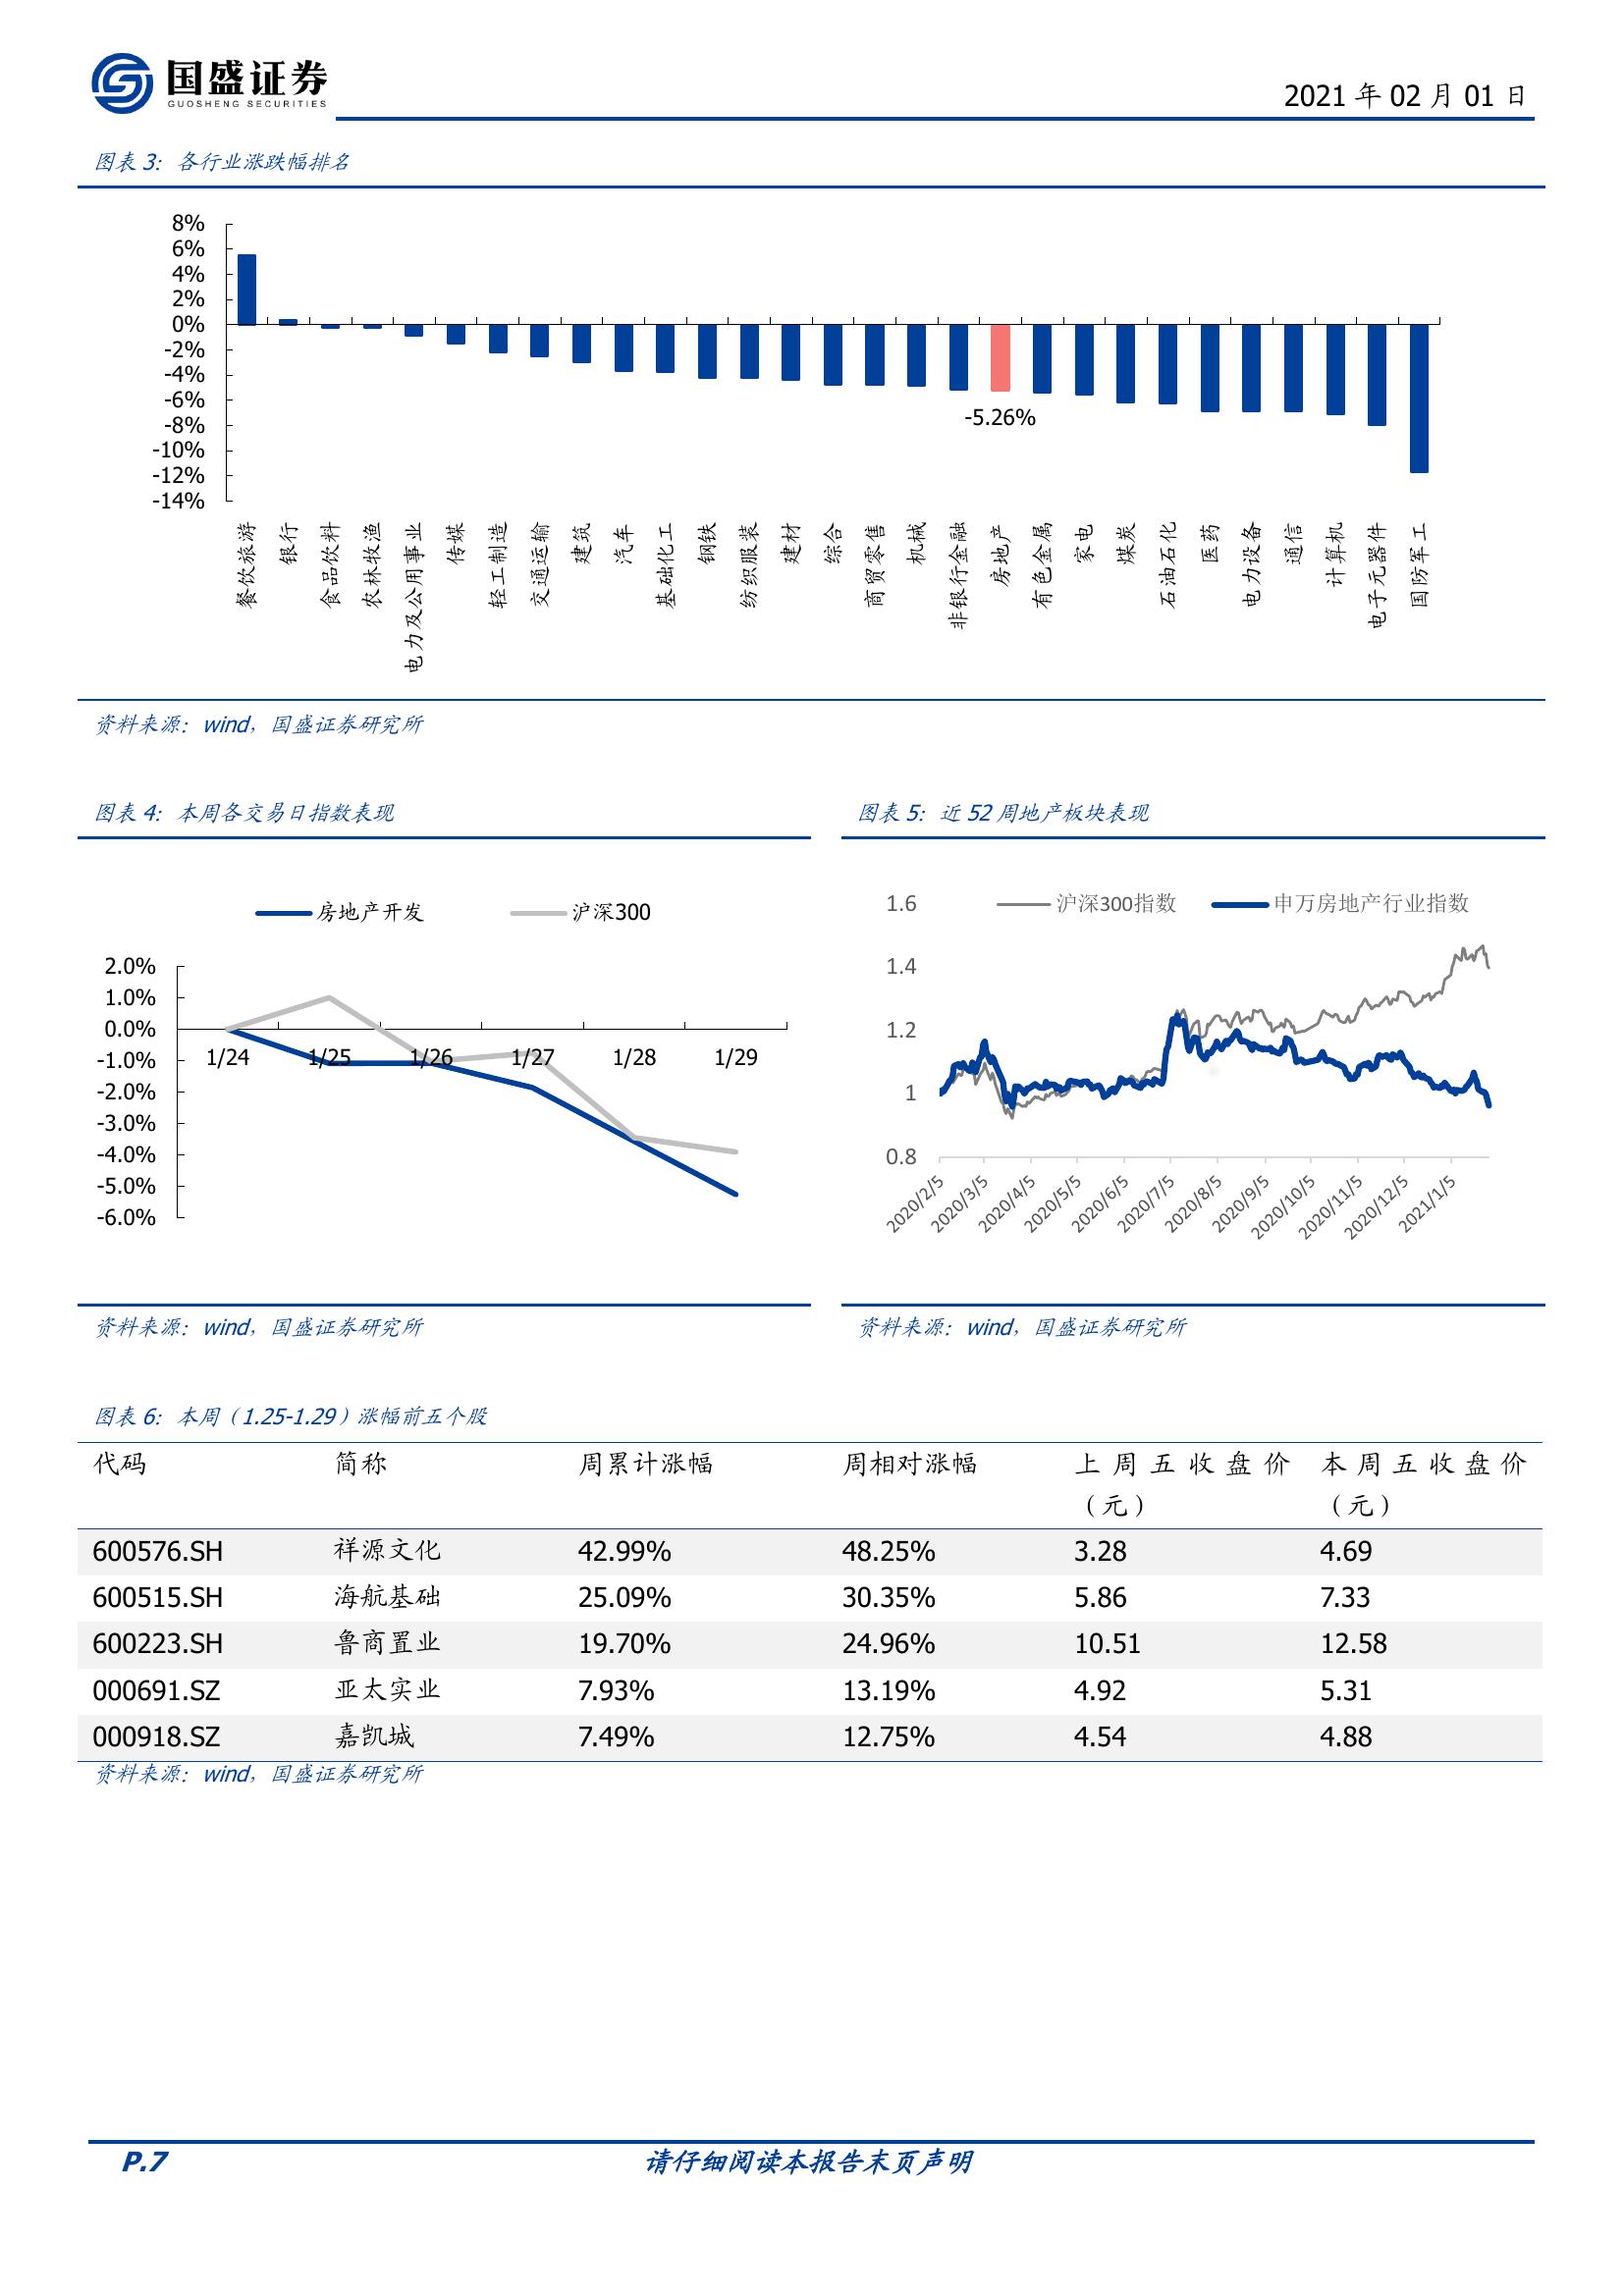 国盛证券
GUOSHENG SECURITIES
2021 年 02 月 01 日
图表 3：各行业涨跌幅排名
8%
6%
4%
2%
0%
-2%
-4%
-6%
-8%
-10%
-12%
-14%
-5.26%
餐饮旅游
银行
食品饮料
农林牧渔
电力及公用事业
传媒
轻工制造
交通运输
建筑
汽车
基础化工
钢铁
纺织服装
建材
综合
商贸零售
机械
非银行金融
房地产
有色金属
家电
煤炭
石油石化
医药
电力设备
通信
计算机
电子元器件
国防军工
资料来源：wind，国盛证券研究所
图表 4：本周各交易日指数表现
房地产开发 沪深300
2.0%
1.0%
0.0%
-1.0%
-2.0%
-3.0%
-4.0%
-5.0%
-6.0%
1/24 1/25 1/26 1/27 1/28 1/29
资料来源：wind，国盛证券研究所
图表 5：近 52 周地产板块表现
沪深300指数 申万房地产行业指数
1.6
1.4
1.2
1
0.8
2020/2/5
2020/3/5
2020/4/5
2020/5/5
2020/6/5
2020/7/5
2020/8/5
2020/9/5
2020/10/5
2020/11/5
2020/12/5
2021/1/5
资料来源：wind，国盛证券研究所
图表 6：本周（1.25-1.29）涨幅前五个股
代码 简称 周累计涨幅 周相对涨幅 上周五收盘价（元） 本周五收盘价（元）
600576.SH 祥源文化 42.99% 48.25% 3.28 4.69
600515.SH 海航基础 25.09% 30.35% 5.86 7.33
600223.SH 鲁商置业 19.70% 24.96% 10.51 12.58
000691.SZ 亚太实业 7.93% 13.19% 4.92 5.31
000918.SZ 嘉凯城 7.49% 12.75% 4.54 4.88
资料来源：wind，国盛证券研究所
P.7 请仔细阅读本报告末页声明